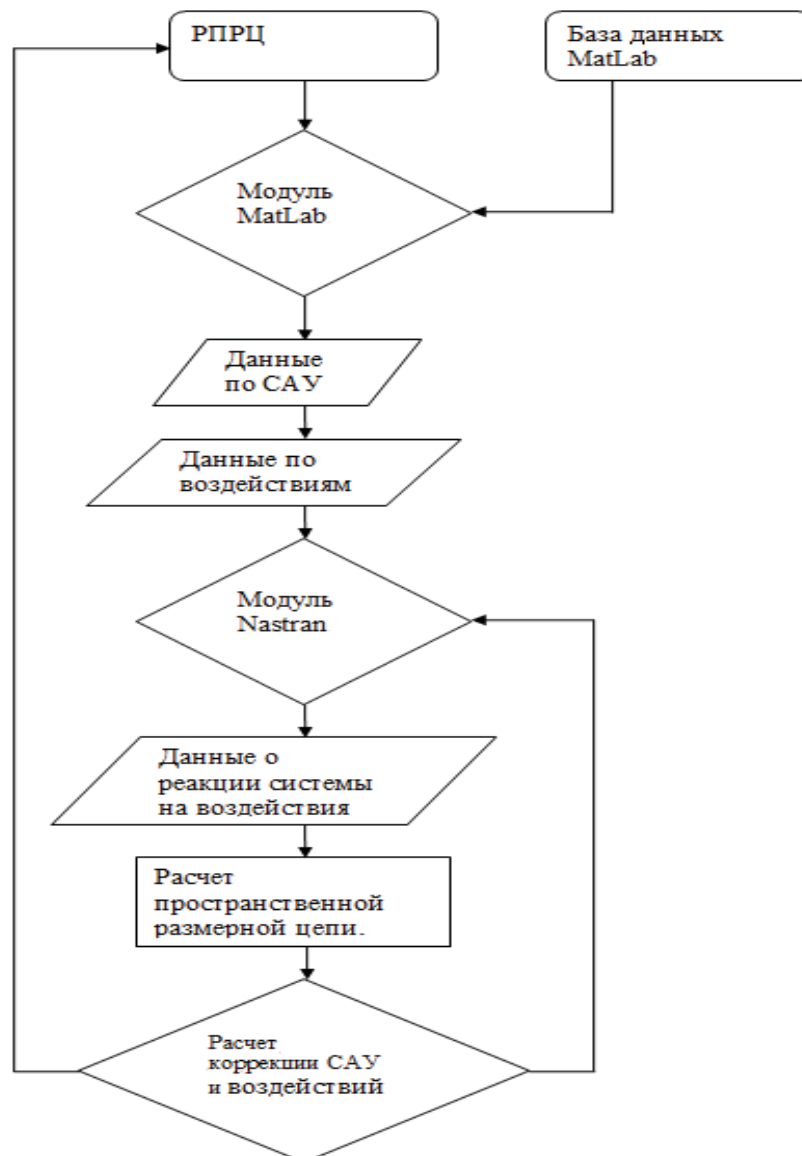 РПРЦ
База данных
MatLab
Модуль
MatLab
Данные
по САУ
Данные по
воздействиям
Модуль
Nastran
Данные о
реакции системы
на воздействия
Расчет
пространственной
размерной цепи.
Расчет
коррекции САУ
и воздействий